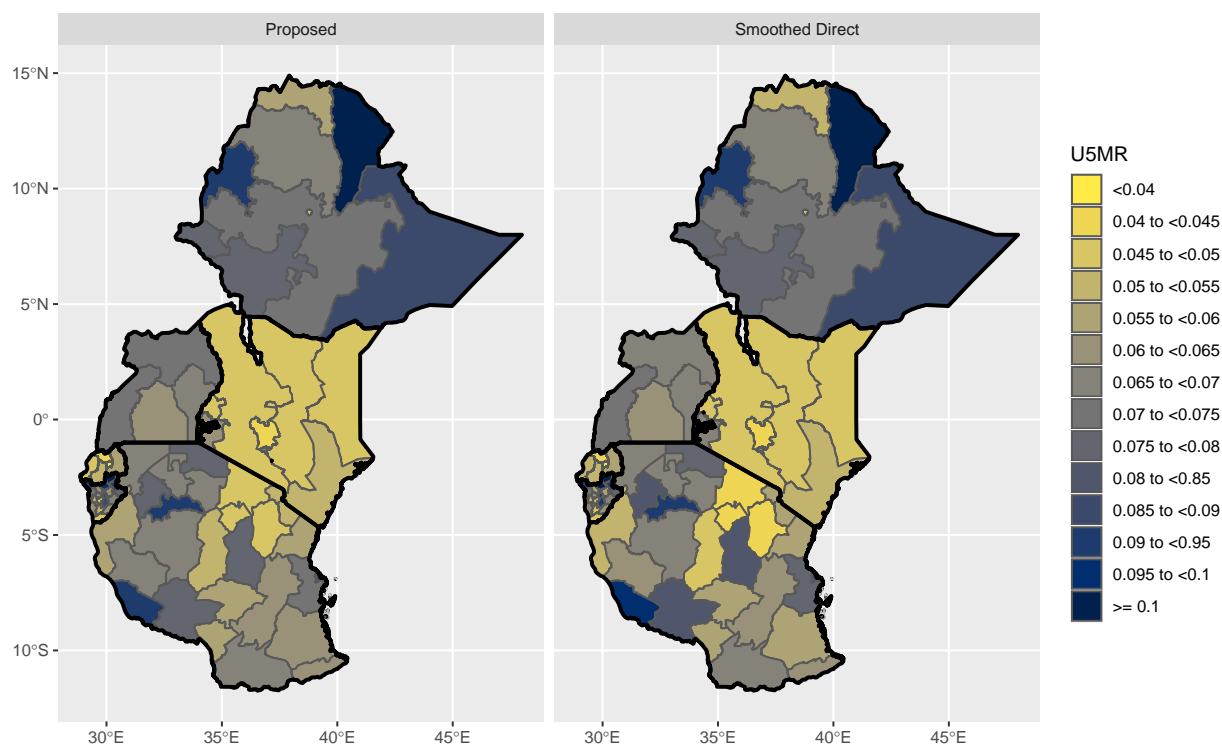 Proposed
Smoothed Direct
15°N
10°N
5°N
0°
5°S
10°S
30°E
35°E
40°E
45°E
30°E
35°E
40°E
45°E
U5MR
<0.04
0.04 to <0.045
0.045 to <0.05
0.05 to <0.055
0.055 to <0.06
0.06 to <0.065
0.065 to <0.07
0.07 to <0.075
0.075 to <0.08
0.08 to <0.85
0.085 to <0.09
0.09 to <0.95
0.095 to <0.1
>= 0.1